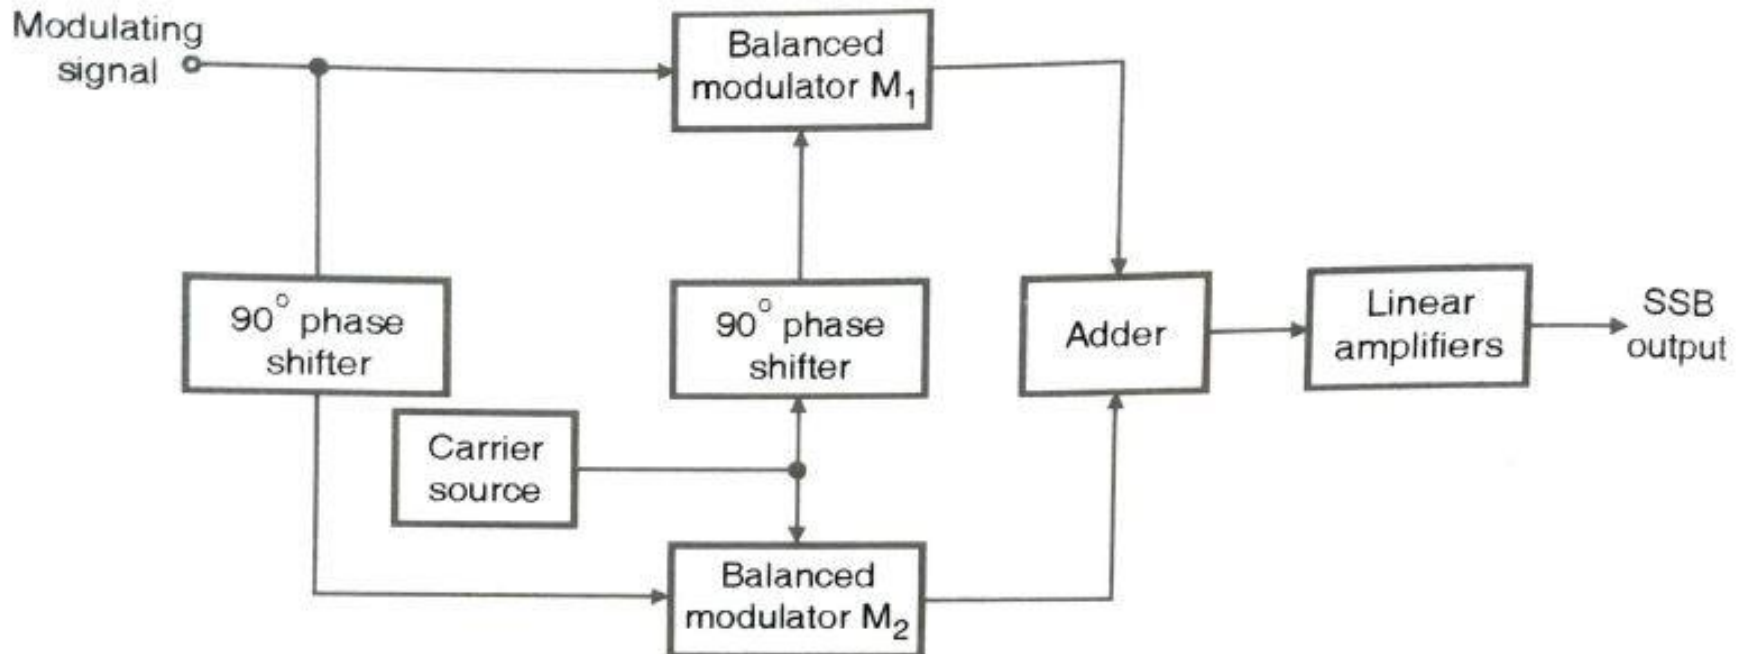 Modulating
signal
Balanced
modulator M₁
90° phase
shifter
90° phase
shifter
Adder
Linear
amplifiers
SSB
output
Carrier
source
Balanced
modulator M₂